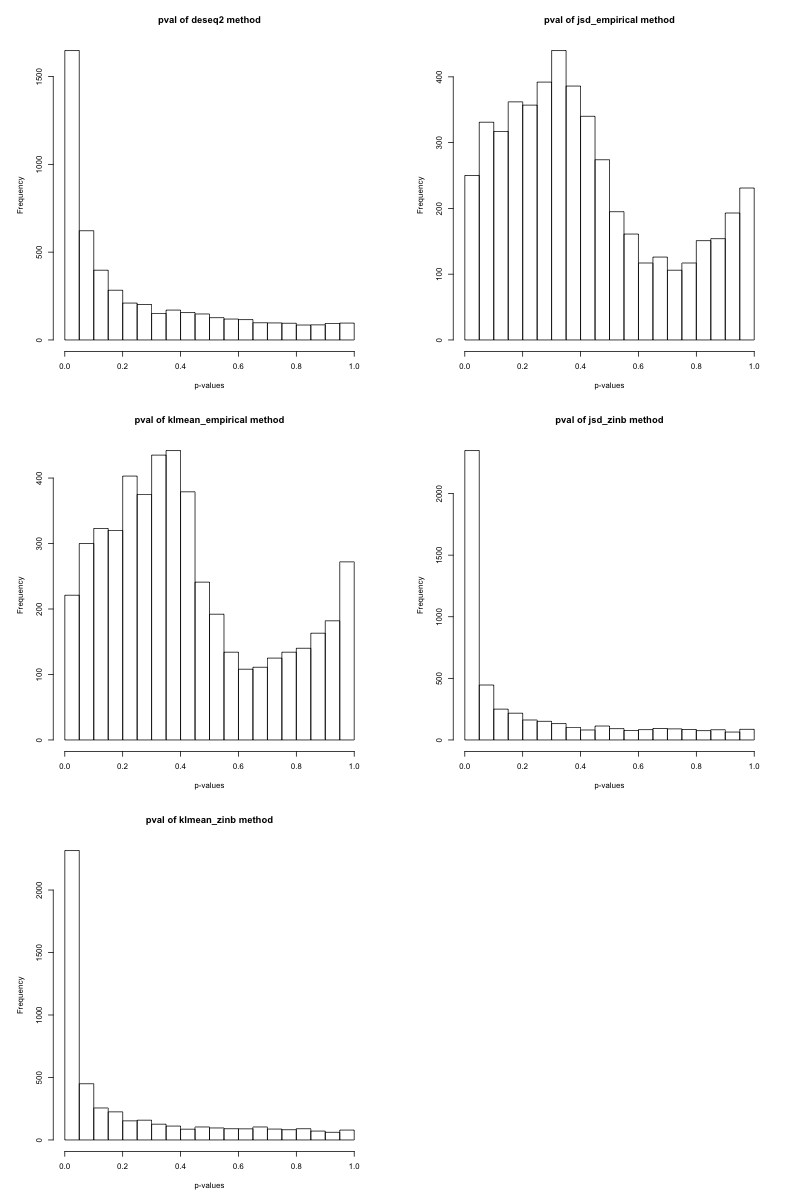 pval of deseq2 method
Frequency
0 500 1000 1500
0.0 0.2 0.4 0.6 0.8 1.0
p-values
pval of jsd_empirical method
Frequency
0 100 200 300 400
0.0 0.2 0.4 0.6 0.8 1.0
p-values
pval of klmean_empirical method
Frequency
0 100 200 300 400
0.0 0.2 0.4 0.6 0.8 1.0
p-values
pval of jsd_zinb method
Frequency
0 500 1000 1500 2000
0.0 0.2 0.4 0.6 0.8 1.0
p-values
pval of klmean_zinb method
Frequency
0 500 1000 1500 2000
0.0 0.2 0.4 0.6 0.8 1.0
p-values